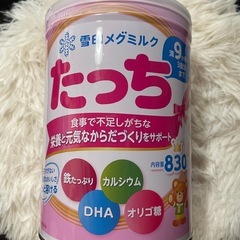 雪印メグミルク
たっち
食事で不足しがちな
栄養と元気なからだづくりをサポート
鉄たっぷり
カルシウム
DHA
オリゴ糖
内容量 830